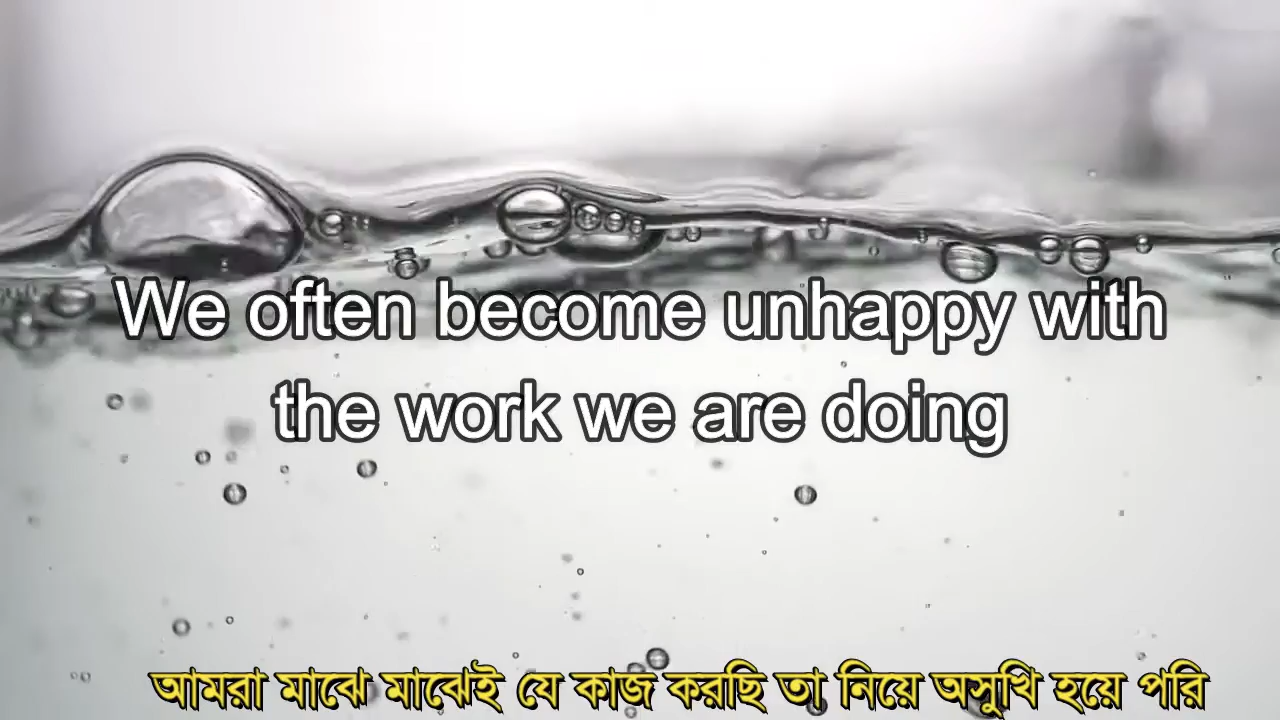 We often become unhappy with
the work we are doing
আমরা মাঝে মাঝেই যে কাজ করছি তা নিয়ে অসুখি হয়ে পরি